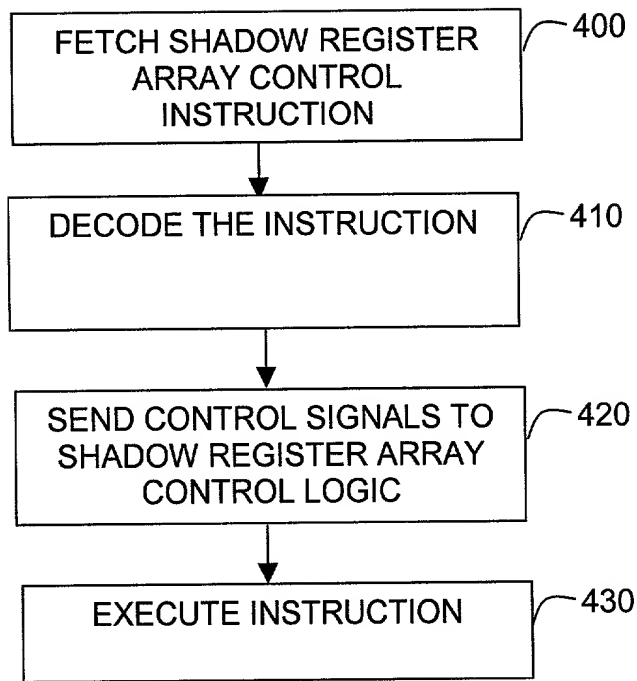 FETCH SHADOW REGISTER
ARRAY CONTROL
INSTRUCTION
400
DECODE THE INSTRUCTION
410
SEND CONTROL SIGNALS TO
SHADOW REGISTER ARRAY
CONTROL LOGIC
420
EXECUTE INSTRUCTION
430